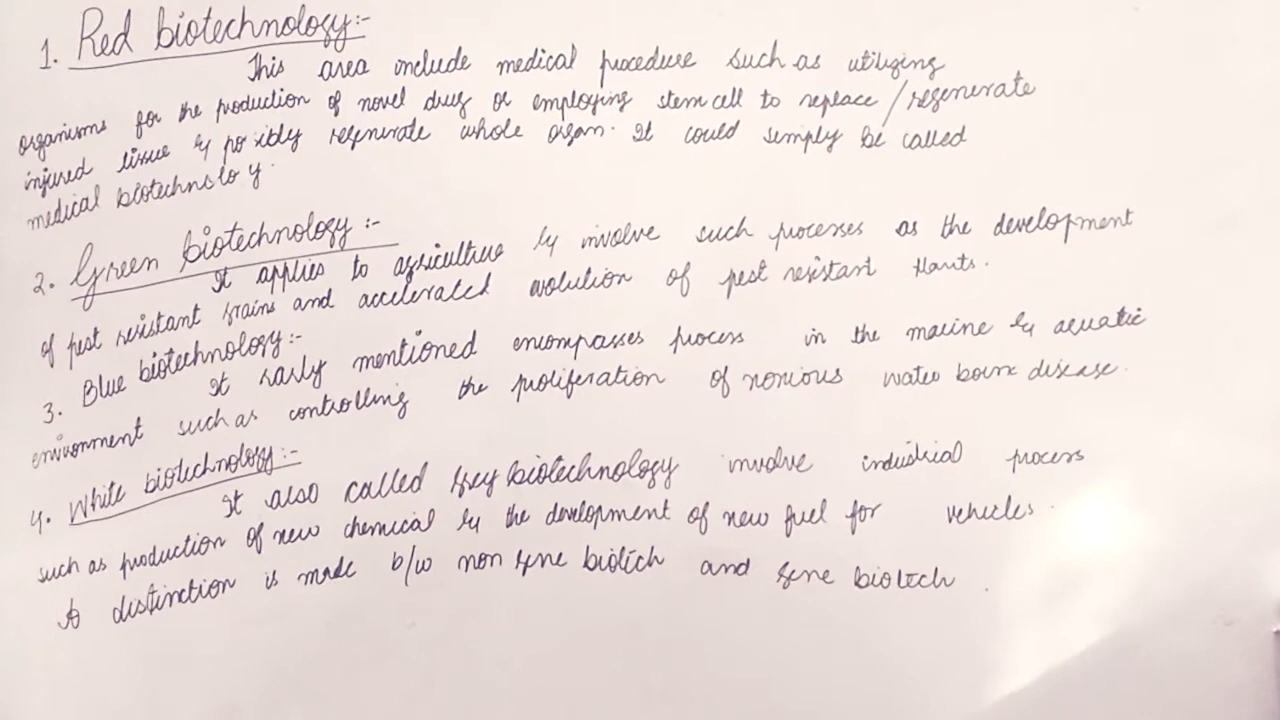 1. Red biotechnology:-
This area include medical procedure such as utilizing
organisms for the production of novel drug or employing stem cell to replace / regenerate
injured tissue & possibly regenerate whole organ. It could simply be called
medical biotechnology.
2. Green biotechnology :-
It applies to agriculture & involve such processes as the development
of pest resistant grains and accelerated evolution of pest resistant plants.
3. Blue biotechnology:-
It rarly mentioned encompasses process in the marine & aquatic
environment such as controlling the proliferation of noxious water born disease.
4. White biotechnology:-
It also called grey biotechnology involve industrial process
such as production of new chemical & the development of new fuel for vehicles.
A distinction is made b/w non gene biotich and gene biotech.